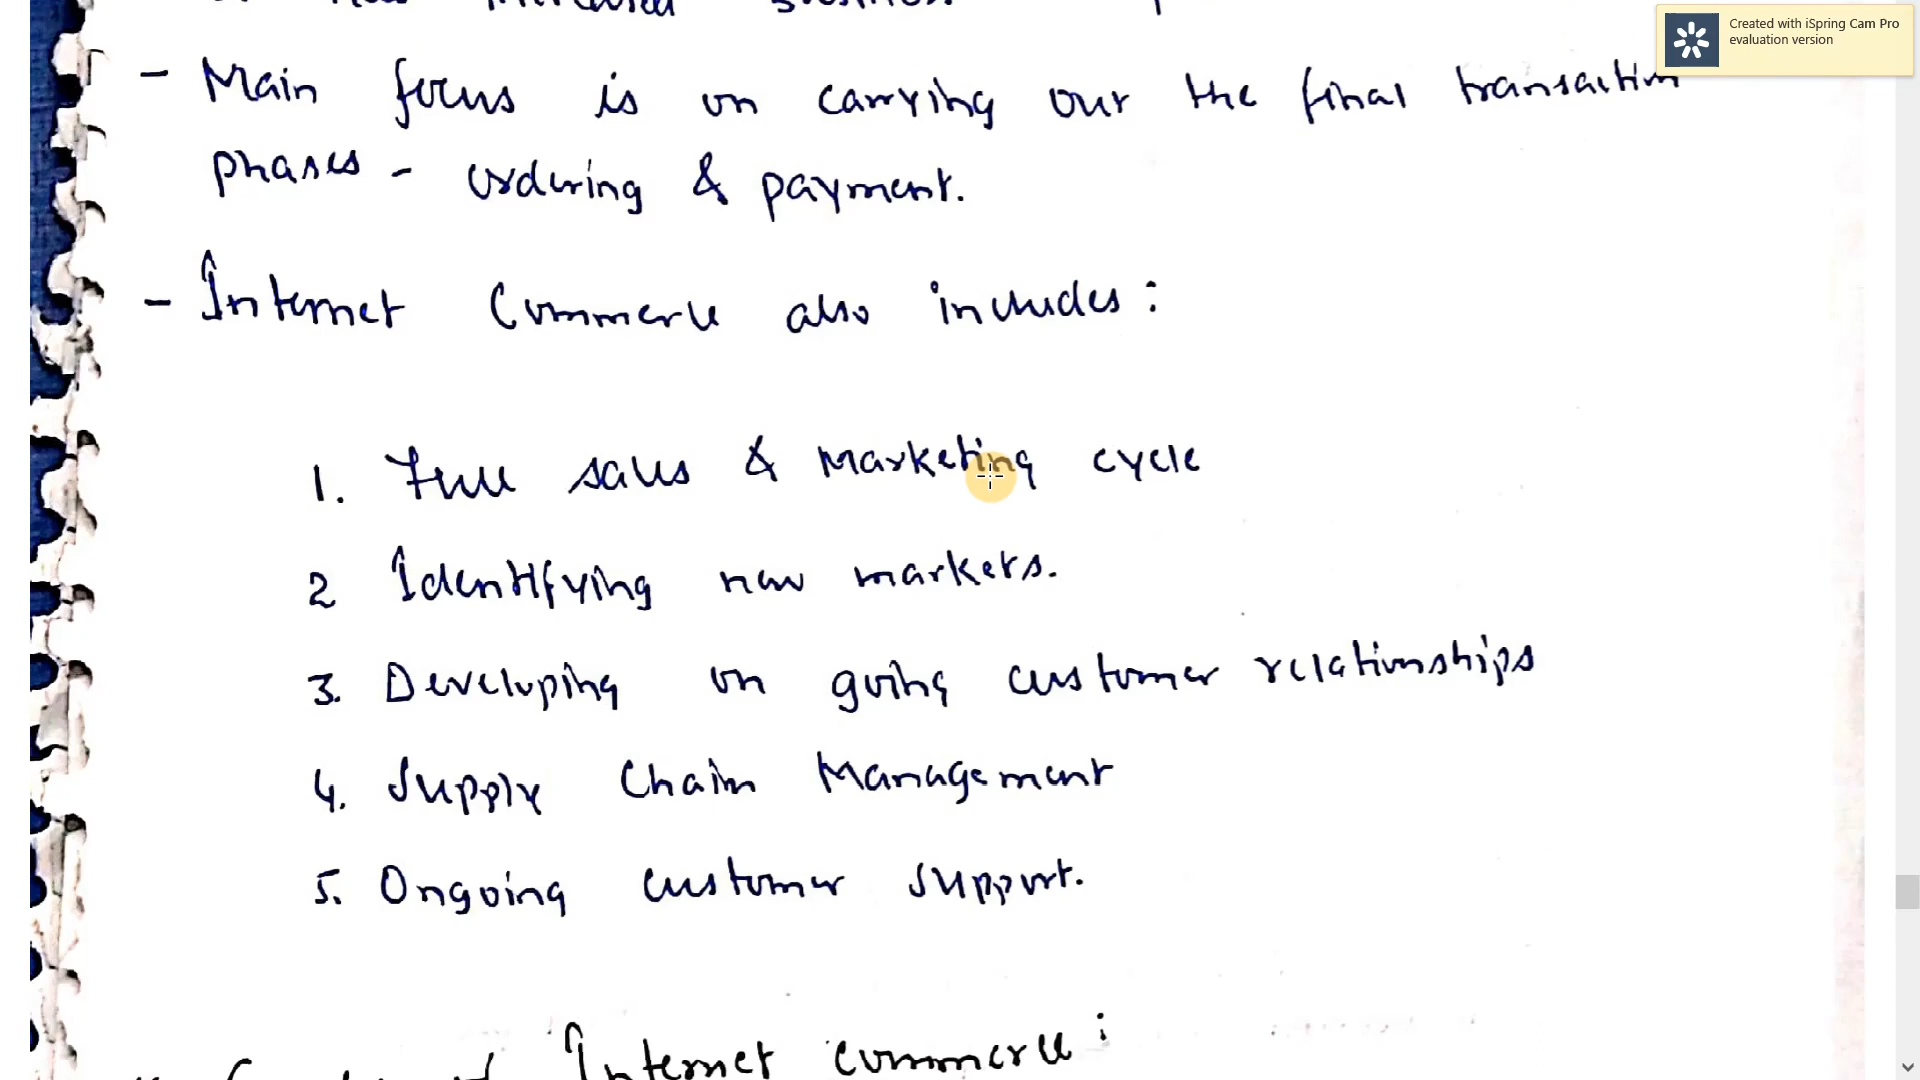 Created with iSpring Cam Pro
evaluation version
- Main focus is on carrying our the final transaction
phases - ordering & payment.
- Internet Commerce also includes:
1. Full sales & Marketing cycle
2 Identifying new markets.
3. Developing on going customer relationships
4. Supply Chain Management
5. Ongoing customer support.
Internet commerce: